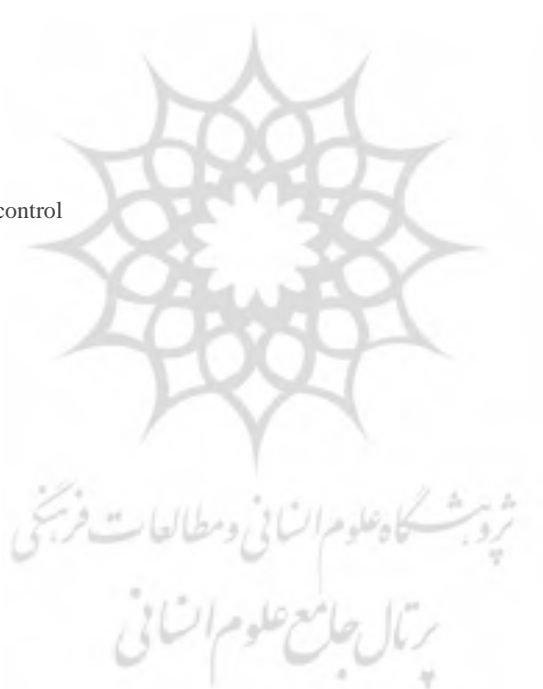 control
پژوهشگاه علوم انسانی و مطالعات فرهنگی
پرتال جامع علوم انسانی